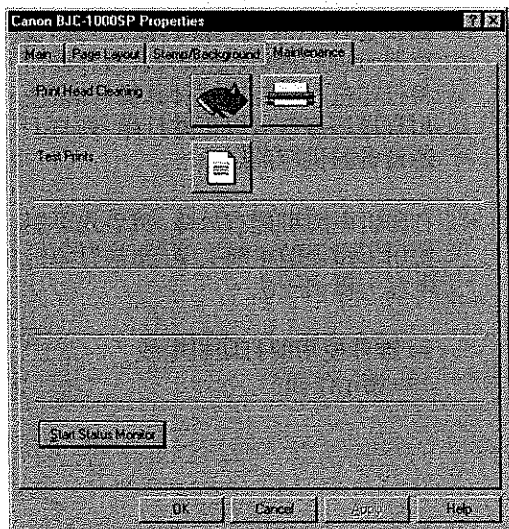 Canon BJC-1000SP Properties
Main Page Layout Stamp/Background Maintenance
Print Head Cleaning
Test Prints
Start Status Monitor
OK Cancel Apply Help